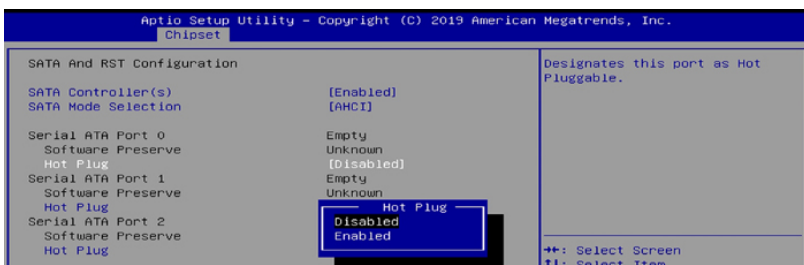 Aptio Setup Utility – Copyright (C) 2019 American Megatrends, Inc.
Chipset
SATA And RST Configuration
SATA Controller(s) [Enabled]
SATA Mode Selection [AHCI]
Serial ATA Port 0 Empty
Software Preserve Unknown
Hot Plug [Disabled]
Serial ATA Port 1 Empty
Software Preserve Unknown
Hot Plug
Serial ATA Port 2
Software Preserve
Hot Plug
Hot Plug
Disabled
Enabled
Designates this port as Hot
Pluggable.
→←: Select Screen
↑↓: Select Item